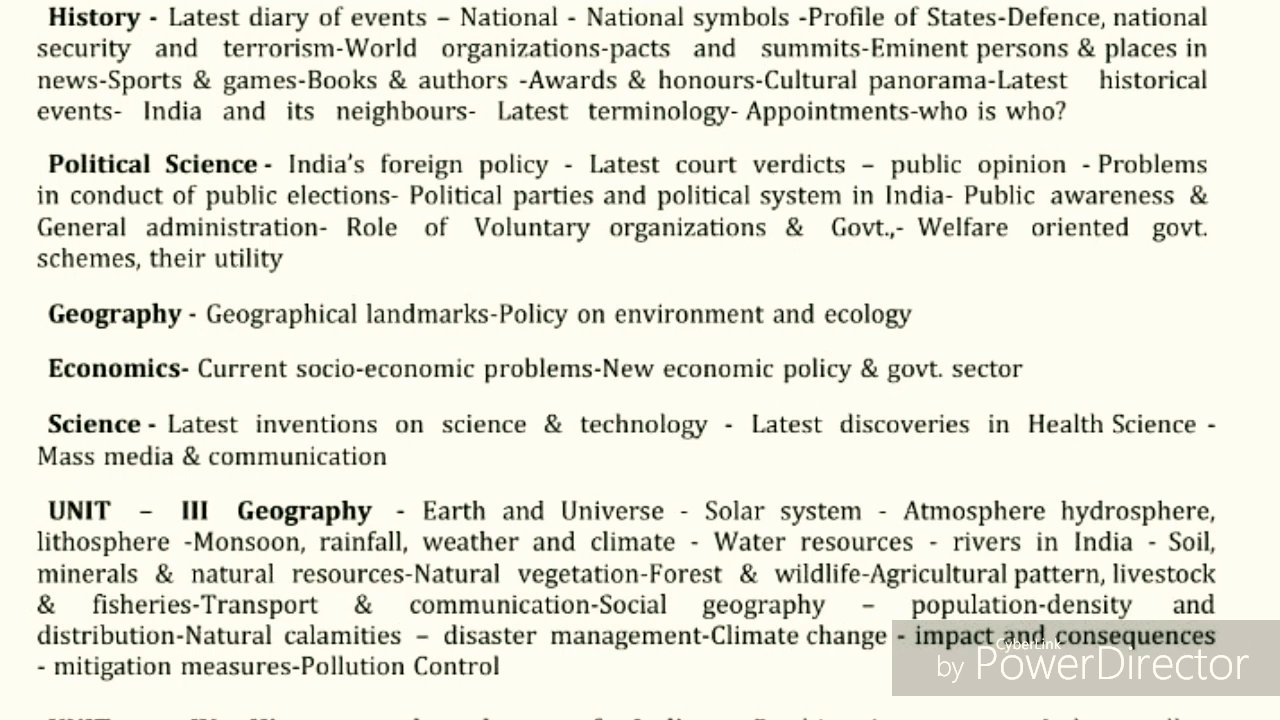 History - Latest diary of events – National - National symbols -Profile of States-Defence, national
security and terrorism-World organizations-pacts and summits-Eminent persons & places in
news-Sports & games-Books & authors -Awards & honours-Cultural panorama-Latest historical
events- India and its neighbours- Latest terminology- Appointments-who is who?
Political Science - India’s foreign policy - Latest court verdicts – public opinion - Problems
in conduct of public elections- Political parties and political system in India- Public awareness &
General administration- Role of Voluntary organizations & Govt.,- Welfare oriented govt.
schemes, their utility
Geography - Geographical landmarks-Policy on environment and ecology
Economics- Current socio-economic problems-New economic policy & govt. sector
Science - Latest inventions on science & technology - Latest discoveries in Health Science -
Mass media & communication
UNIT – III Geography - Earth and Universe - Solar system - Atmosphere hydrosphere,
lithosphere -Monsoon, rainfall, weather and climate - Water resources - rivers in India - Soil,
minerals & natural resources-Natural vegetation-Forest & wildlife-Agricultural pattern, livestock
& fisheries-Transport & communication-Social geography – population-density and
distribution-Natural calamities – disaster management-Climate change - impact and consequences
- mitigation measures-Pollution Control
CyberLink
by PowerDirector